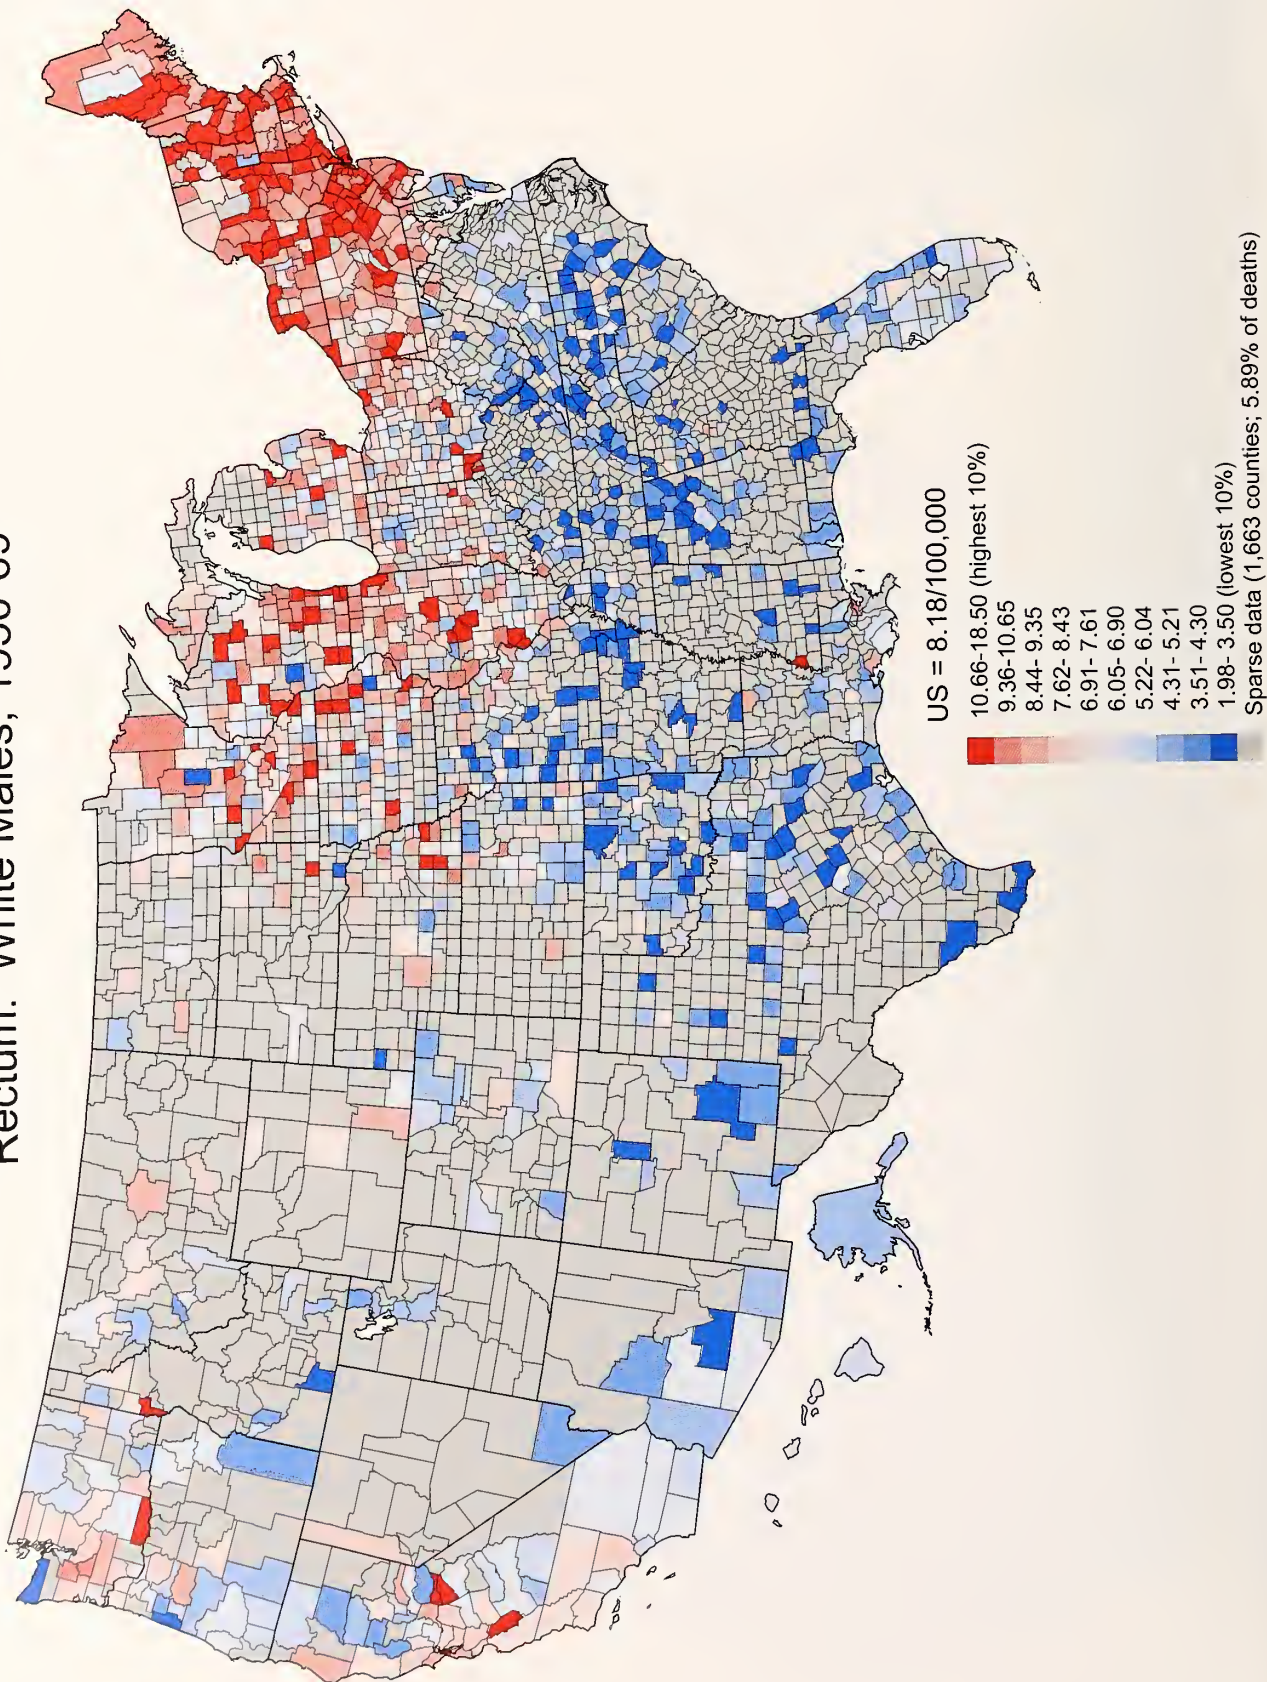 Rectum: White Males, 1950-69
US = 8.18/100,000
10.66-18.50 (highest 10%)
9.36-10.65
8.44- 9.35
7.62- 8.43
6.91- 7.61
6.05- 6.90
5.22- 6.04
4.31- 5.21
3.51- 4.30
1.98- 3.50 (lowest 10%)
Sparse data (1,663 counties; 5.89% of deaths)